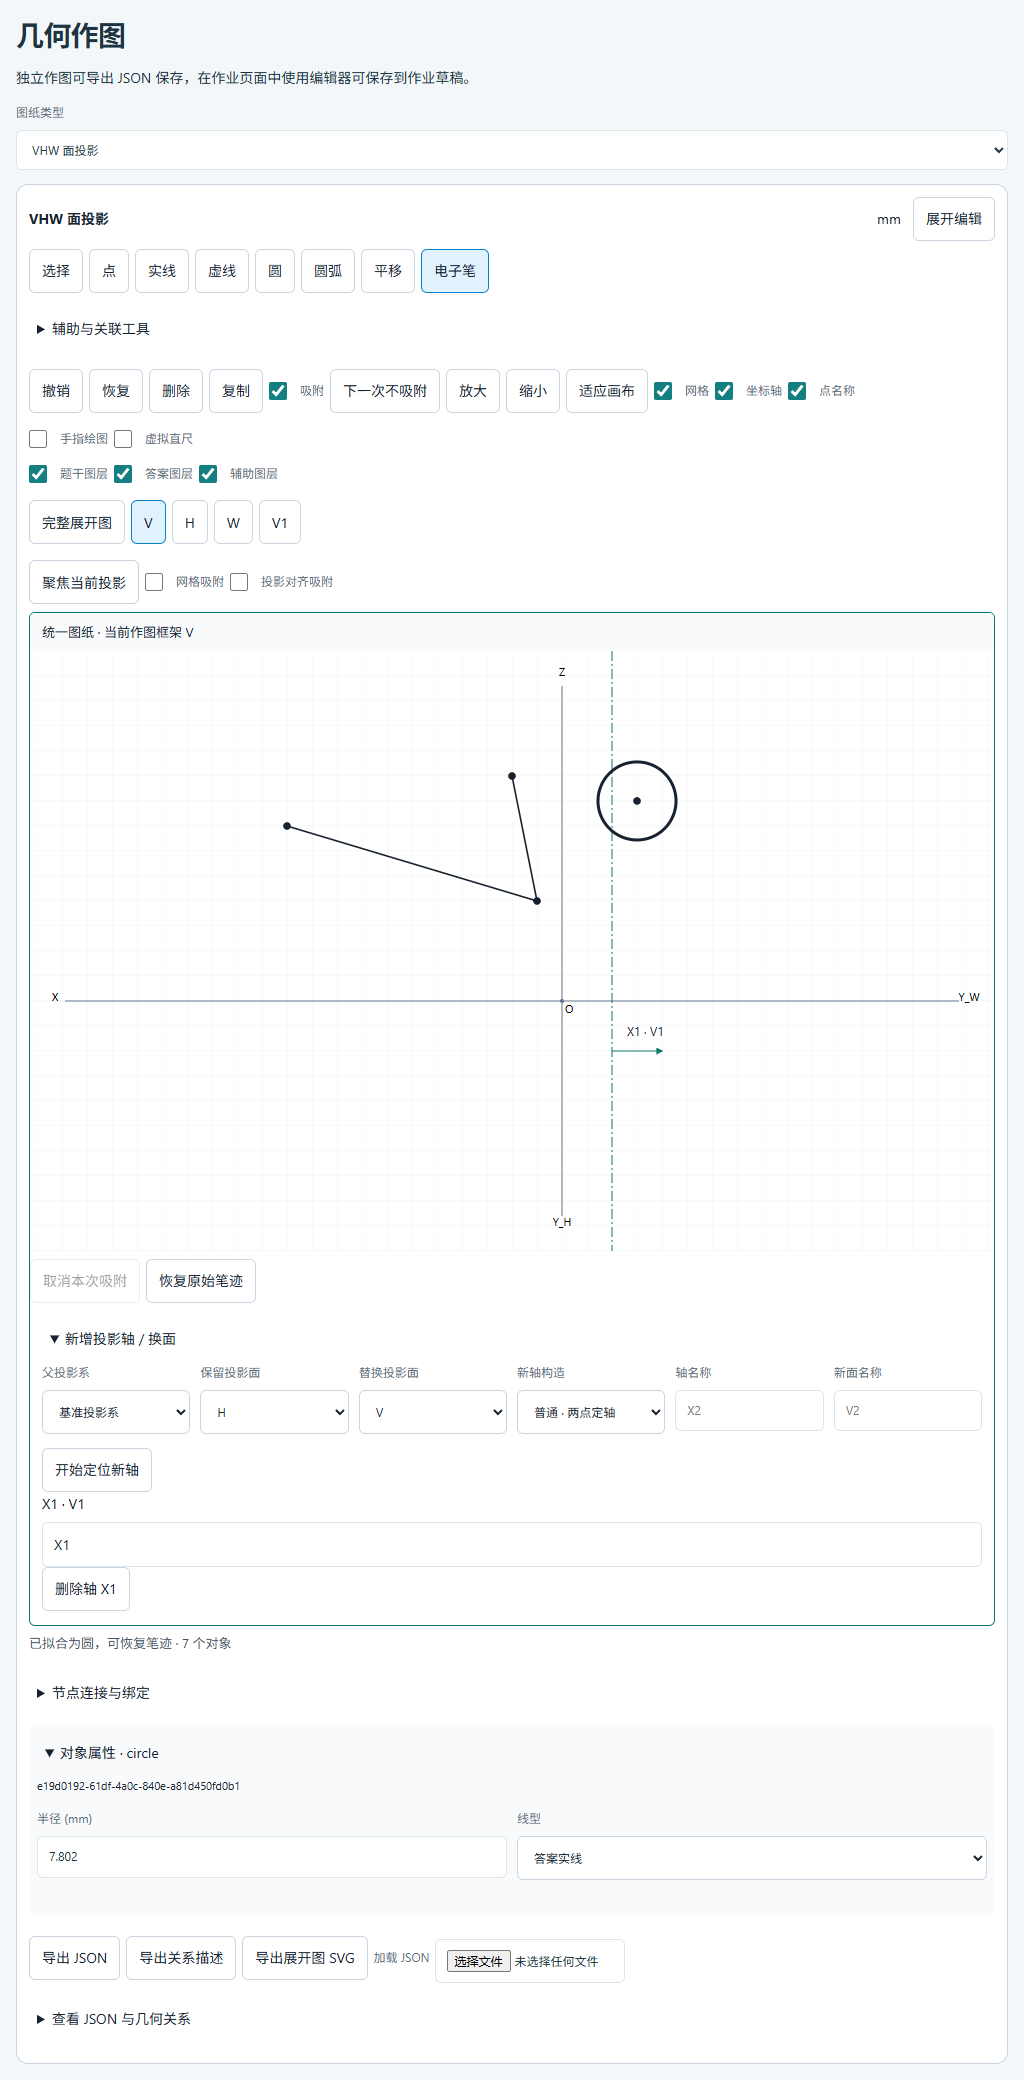 几何作图
独立作图可导出 JSON 保存，在作业页面中使用编辑器可保存到作业草稿。
图纸类型
VHW 面投影
VHW 面投影 mm 展开编辑
选择 点 实线 虚线 圆 圆弧 平移 电子笔
辅助与关联工具
撤销 恢复 删除 复制 吸附 下一次不吸附 放大 缩小 适应画布 网格 坐标轴 点名称
手指绘图 虚拟直尺
题干图层 答案图层 辅助图层
完整展开图 V H W V1
聚焦当前投影 网格吸附 投影对齐吸附
统一图纸 · 当前作图框架 V
Z
X Y_W
O
X1 · V1
Y_H
取消本次吸附 恢复原始笔迹
新增投影轴 / 换面
父投影系 保留投影面 替换投影面 新轴构造 轴名称 新面名称
基准投影系 H V 普通 · 两点定轴 X2 V2
开始定位新轴
X1 · V1
X1
删除轴 X1
已拟合为圆，可恢复笔迹 · 7 个对象
节点连接与绑定
对象属性 · circle
e19d0192-61df-4a0c-840e-a81d450fd0b1
半径 (mm) 线型
7.802 答案实线
导出 JSON 导出关系描述 导出展开图 SVG 加载 JSON 选择文件 未选择任何文件
查看 JSON 与几何关系